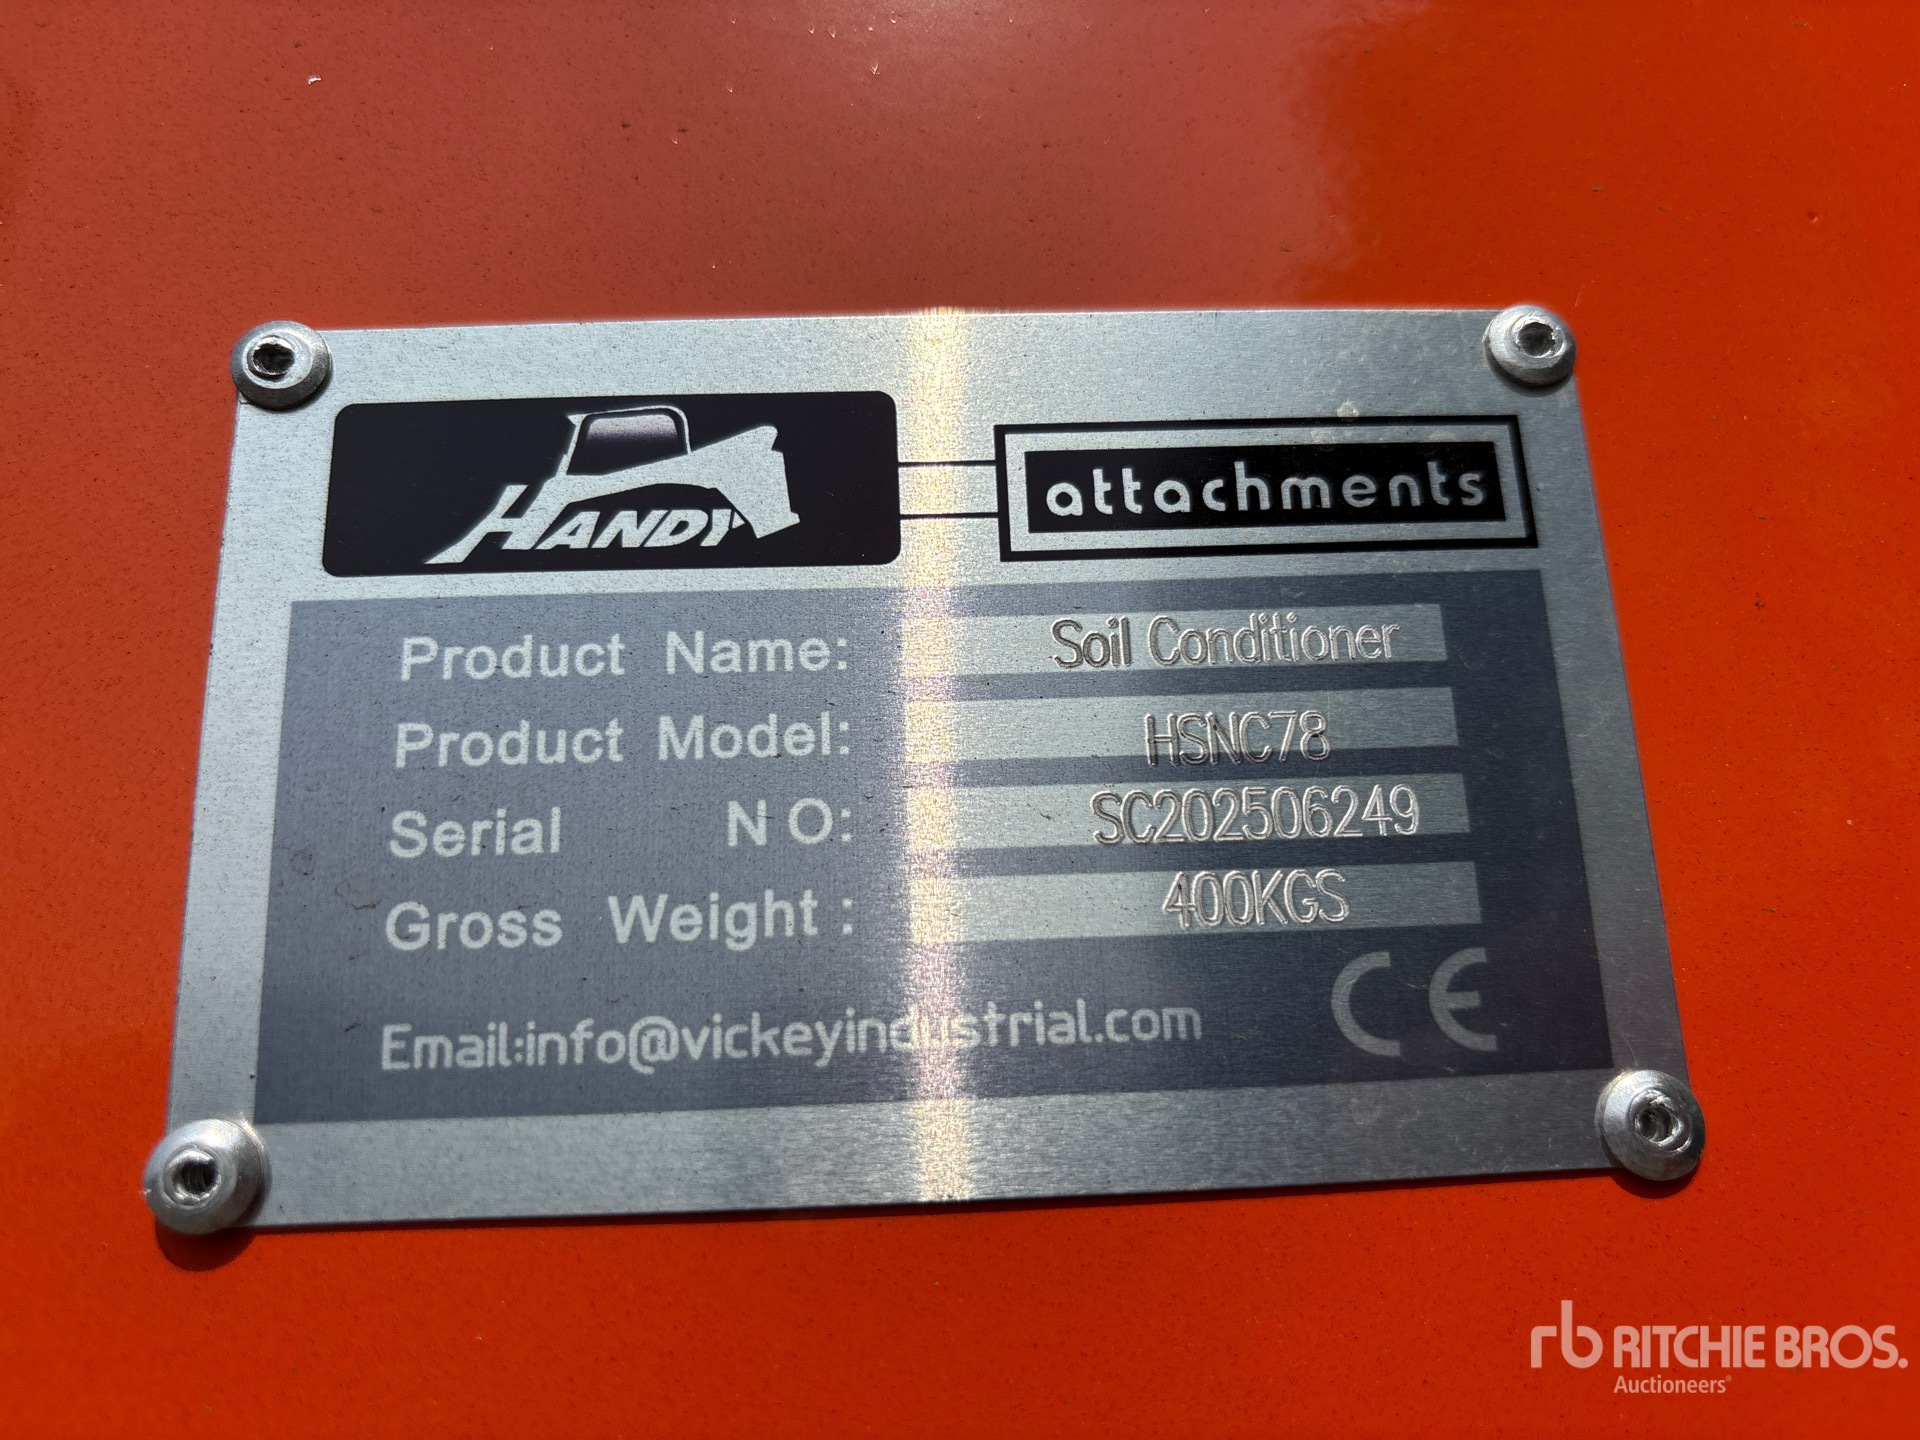 HANDY attachments
Product Name: Soil Conditioner
Product Model: HSNC78
Serial NO: SC202506249
Gross Weight: 400KGS
Email:info@vickeyindustrial.com CE
rb RITCHIE BROS.
Auctioneers®